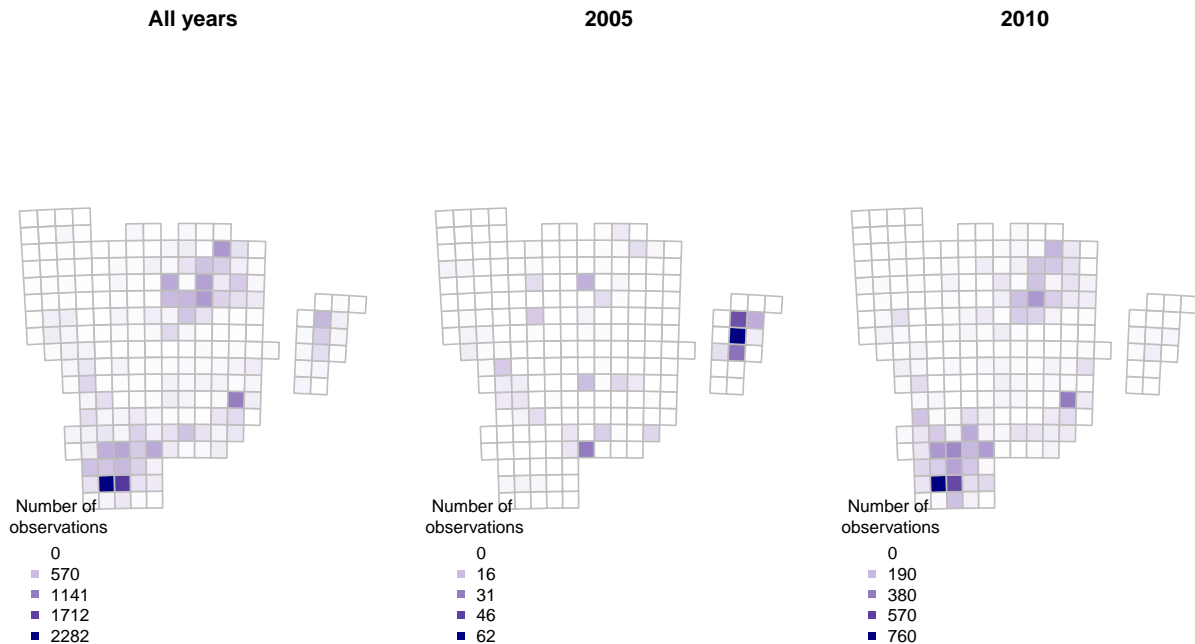 All years
2005
2010
Number of
observations
0
570
1141
1712
2282
Number of
observations
0
16
31
46
62
Number of
observations
0
190
380
570
760